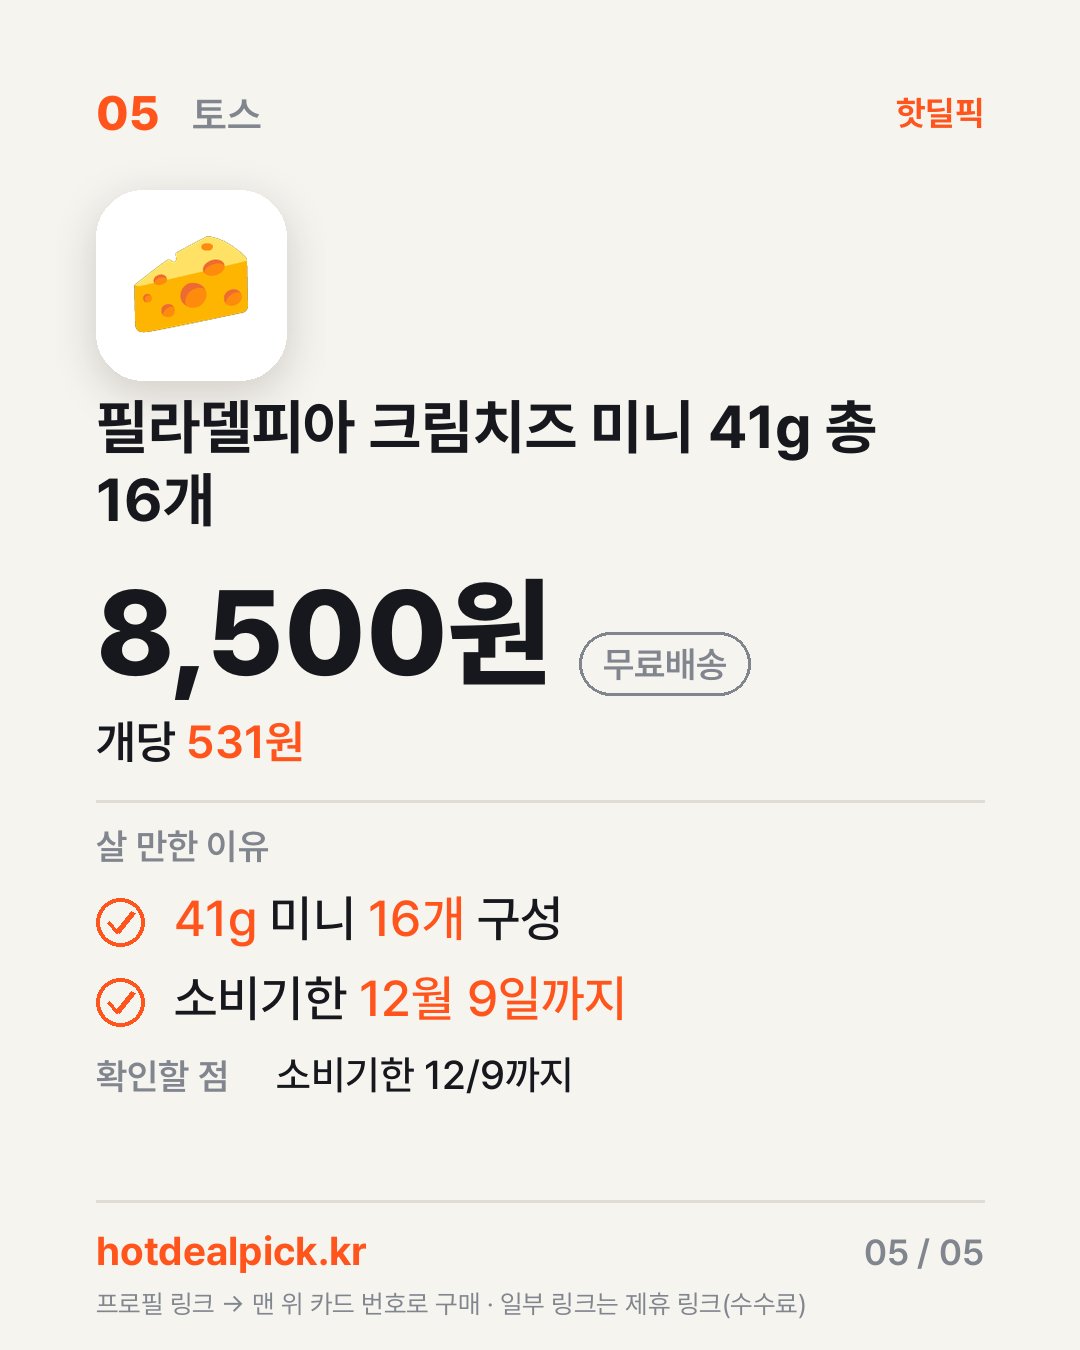 05 토스
핫딜픽
필라델피아 크림치즈 미니 41g 총
16개
8,500원 무료배송
개당 531원
살 만한 이유
41g 미니 16개 구성
소비기한 12월 9일까지
확인할 점 소비기한 12/9까지
hotdealpick.kr
05 / 05
프로필 링크 → 맨 위 카드 번호로 구매 · 일부 링크는 제휴 링크(수수료)